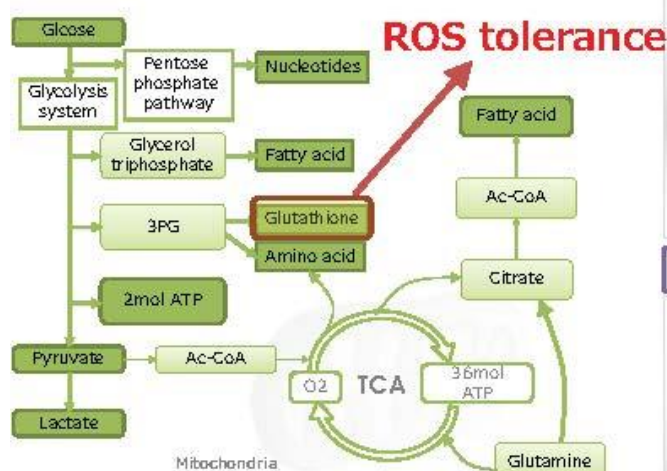 Glcose
ROS tolerance
Pentose
phosphate
pathway
Nucleotides
Glycolysis
system
Fatty acid
Glycerol
triphosphate
Fatty acid
Ac-CoA
Glutathione
3PG
Amino acid
Citrate
2mol ATP
Pyruvate
Ac-CoA
O2
TCA
36mol
ATP
Lactate
Mitochondria
Glutamine